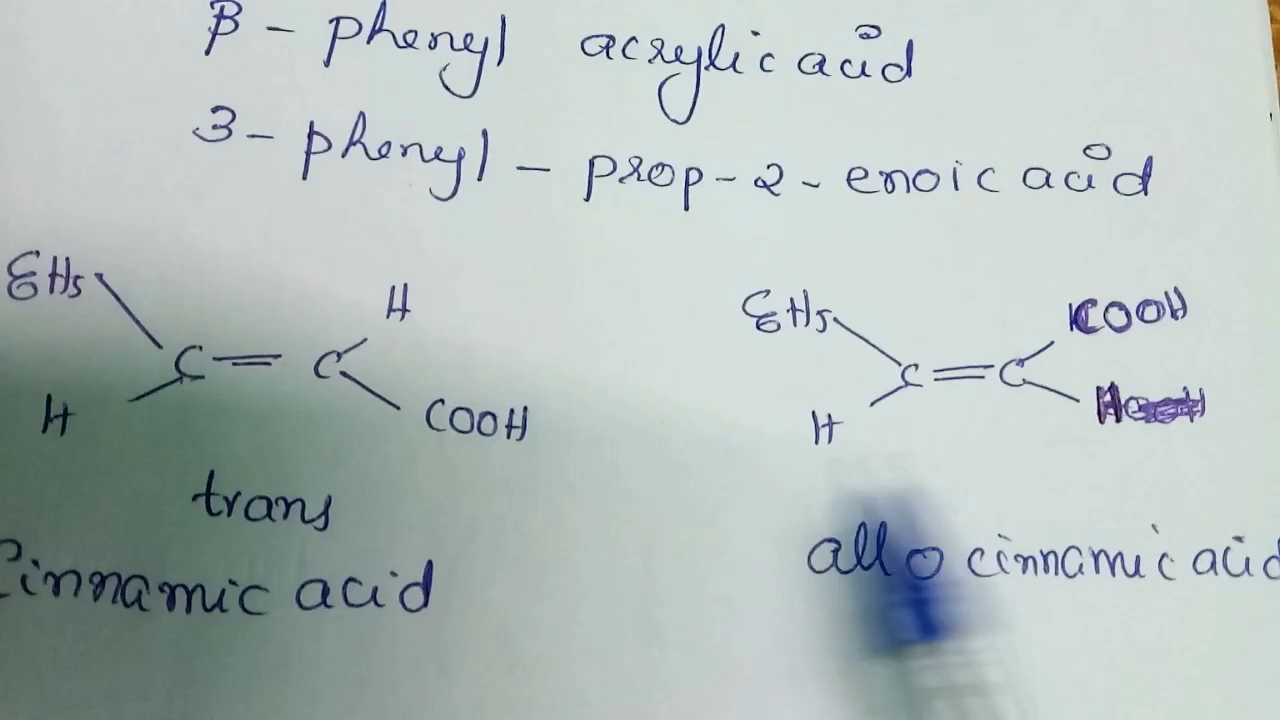 β - phenyl acrylic acid
3 - phenyl - prop - 2 - enoic acid
C6H5 H
C = C
H COOH
trans
Cinnamic acid
C6H5 COOH
C = C
H H
allo cinnamic acid